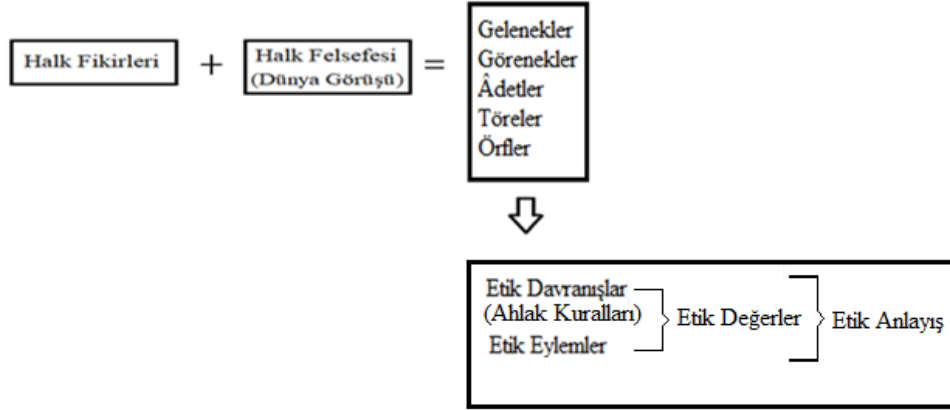 Halk Fikirleri + Halk Felsefesi
(Dünya Görüşü) =
Gelenekler
Görenekler
Âdetler
Töreler
Örfler
Etik Davranışlar
(Ahlak Kuralları)
Etik Eylemler
Etik Değerler
Etik Anlayış